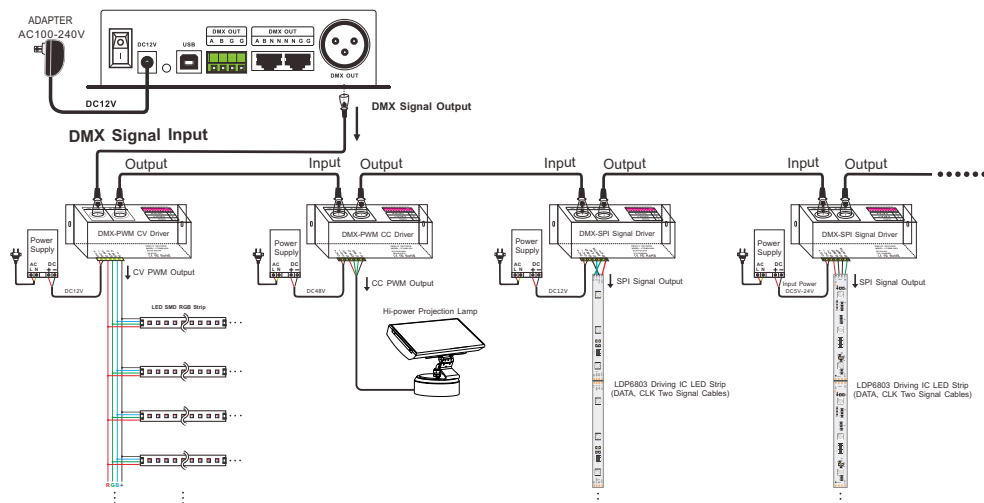 ADAPTER
AC100-240V
DC12V
USB
DMX OUT
A B G G
DMX OUT
A B N N N N G G
DMX OUT
DC12V
DMX Signal Output
DMX Signal Input
Output
Input
Output
Input
Output
Input
Output
DMX-PWM CV Driver
DMX-PWM CC Driver
DMX-SPI Signal Driver
DMX-SPI Signal Driver
Power
Supply
AC
DC
L N
DC12V
CV PWM Output
Power
Supply
AC
DC
L N
DC48V
CC PWM Output
Power
Supply
AC
DC
L N
DC12V
SPI Signal Output
Power
Supply
AC
DC
L N
Input Power
DC5V-24V
SPI Signal Output
LED SMD RGB Strip
Hi-power Projection Lamp
LDP6803 Driving IC LED Strip
(DATA, CLK Two Signal Cables)
LDP6803 Driving IC LED Strip
(DATA, CLK Two Signal Cables)
R G B +